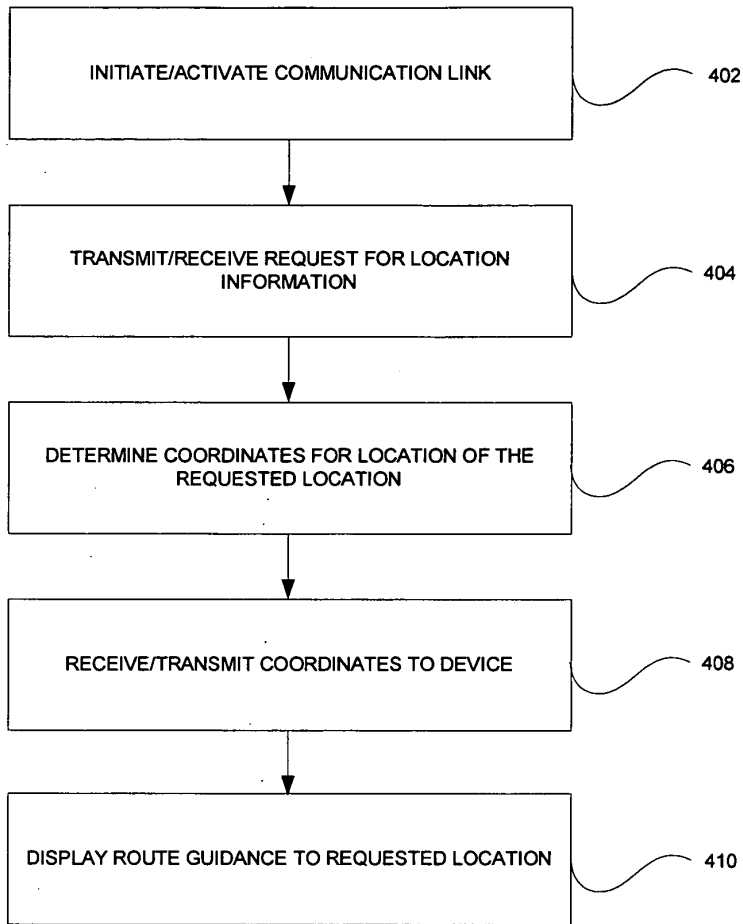 INITIATE/ACTIVATE COMMUNICATION LINK
402
TRANSMIT/RECEIVE REQUEST FOR LOCATION
INFORMATION
404
DETERMINE COORDINATES FOR LOCATION OF THE
REQUESTED LOCATION
406
RECEIVE/TRANSMIT COORDINATES TO DEVICE
408
DISPLAY ROUTE GUIDANCE TO REQUESTED LOCATION
410